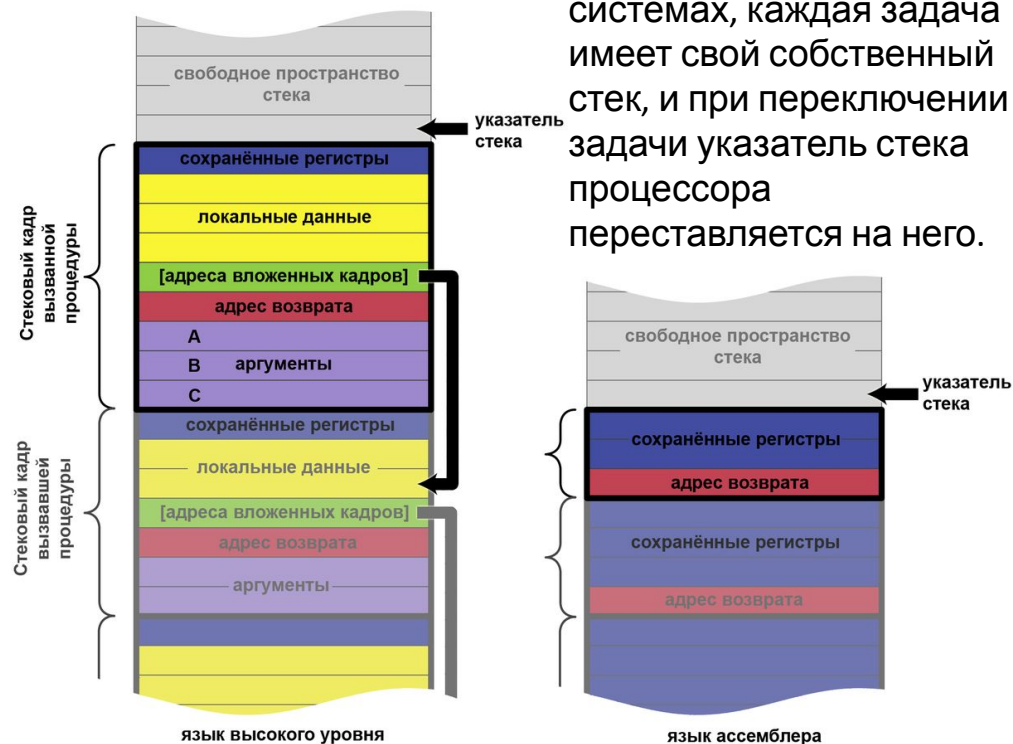 системах, каждая задача
имеет свой собственный
стек, и при переключении
задачи указатель стека
процессора
переставляется на него.
свободное пространство
стека
указатель
стека
Стековый кадр
вызванной
процедуры
сохранённые регистры
локальные данные
[адреса вложенных кадров]
адрес возврата
A
B аргументы
C
Стековый кадр
вызвавшей
процедуры
сохранённые регистры
локальные данные
[адреса вложенных кадров]
адрес возврата
аргументы
язык высокого уровня
свободное пространство
стека
указатель
стека
сохранённые регистры
адрес возврата
сохранённые регистры
адрес возврата
язык ассемблера